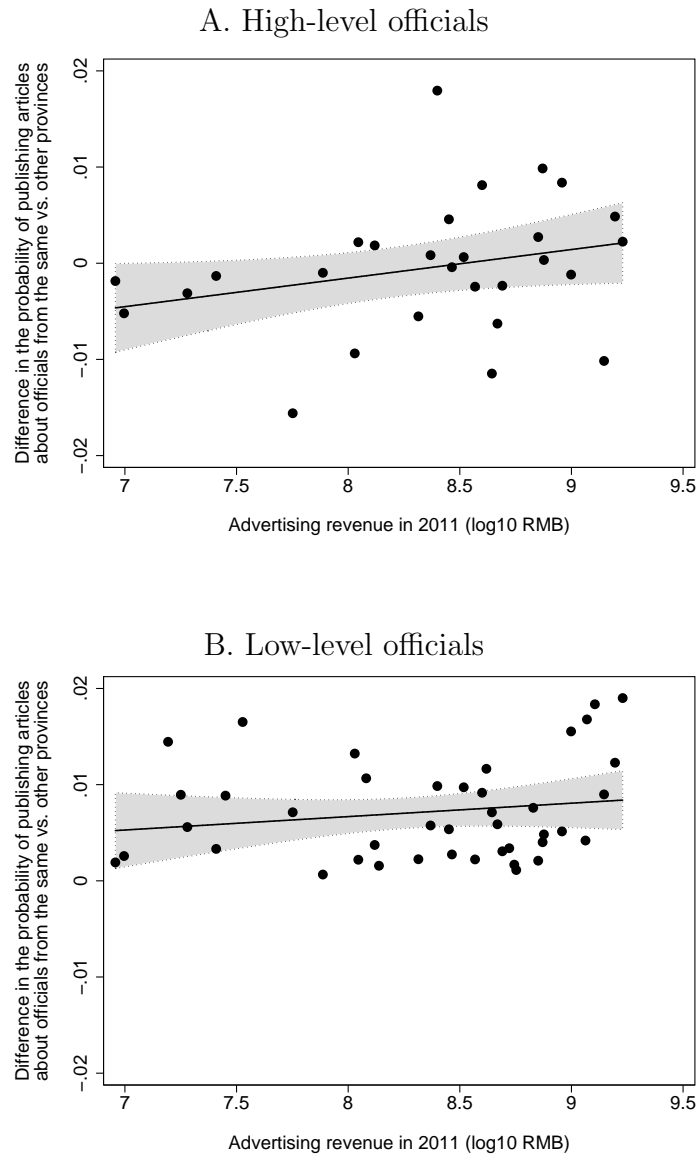 A. High-level officials
Difference in the probability of publishing articles
about officials from the same vs. other provinces
.02
.01
0
-.01
-.02
7
7.5
8
8.5
9
9.5
Advertising revenue in 2011 (log10 RMB)
B. Low-level officials
Difference in the probability of publishing articles
about officials from the same vs. other provinces
.02
.01
0
-.01
-.02
7
7.5
8
8.5
9
9.5
Advertising revenue in 2011 (log10 RMB)